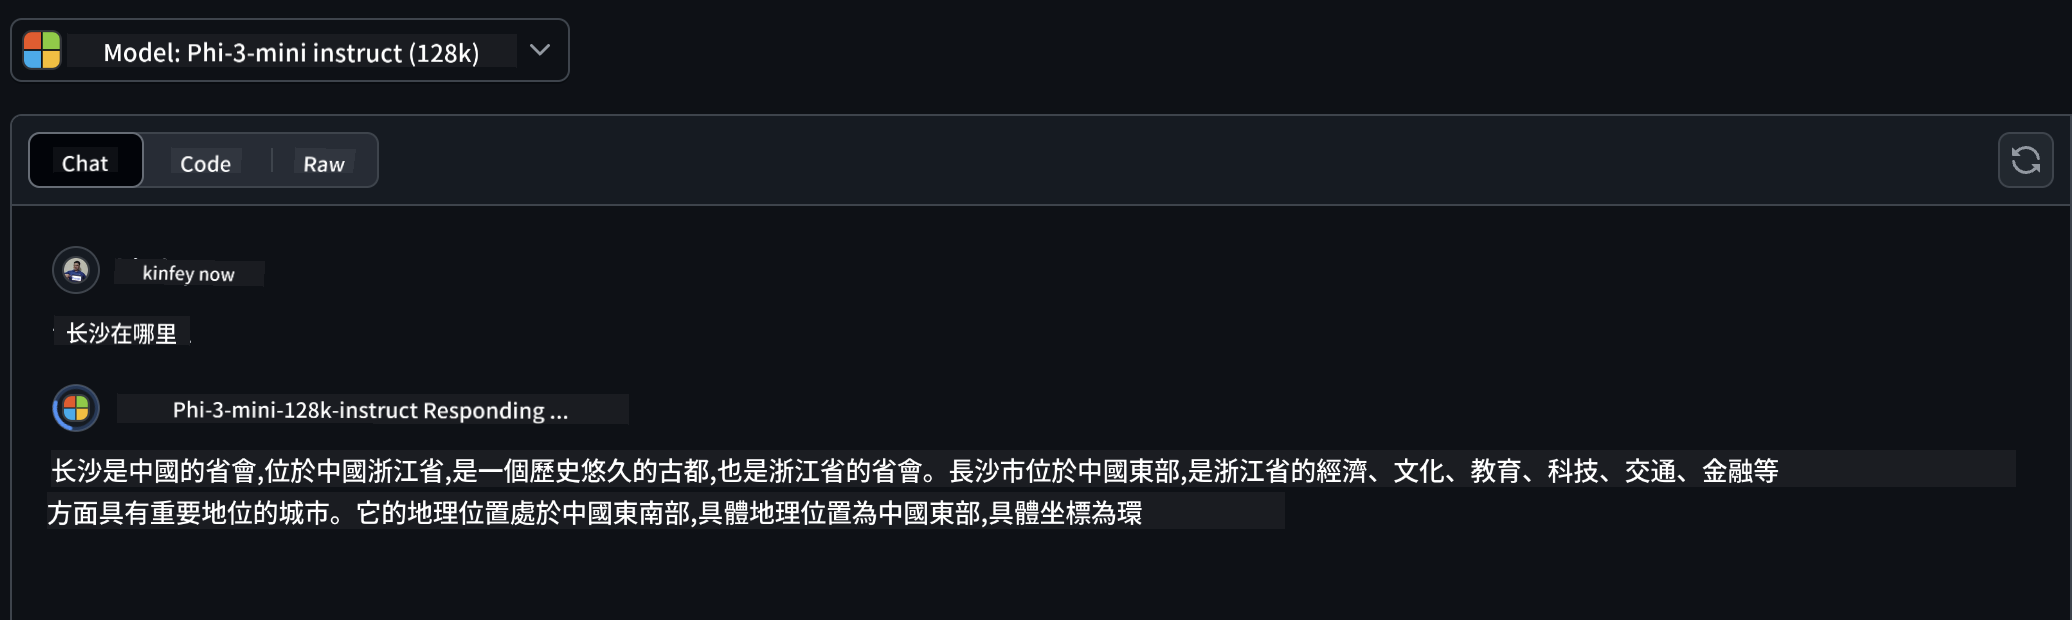 Model: Phi-3-mini instruct (128k)
Chat
Code
Raw
kinfey now
长沙在哪里
Phi-3-mini-128k-instruct Responding ...
长沙是中國的省會,位於中國浙江省,是一個歷史悠久的古都,也是浙江省的省會。長沙市位於中國東部,是浙江省的經濟、文化、教育、科技、交通、金融等
方面具有重要地位的城市。它的地理位置處於中國東南部,具體地理位置為中國東部,具體坐標為環